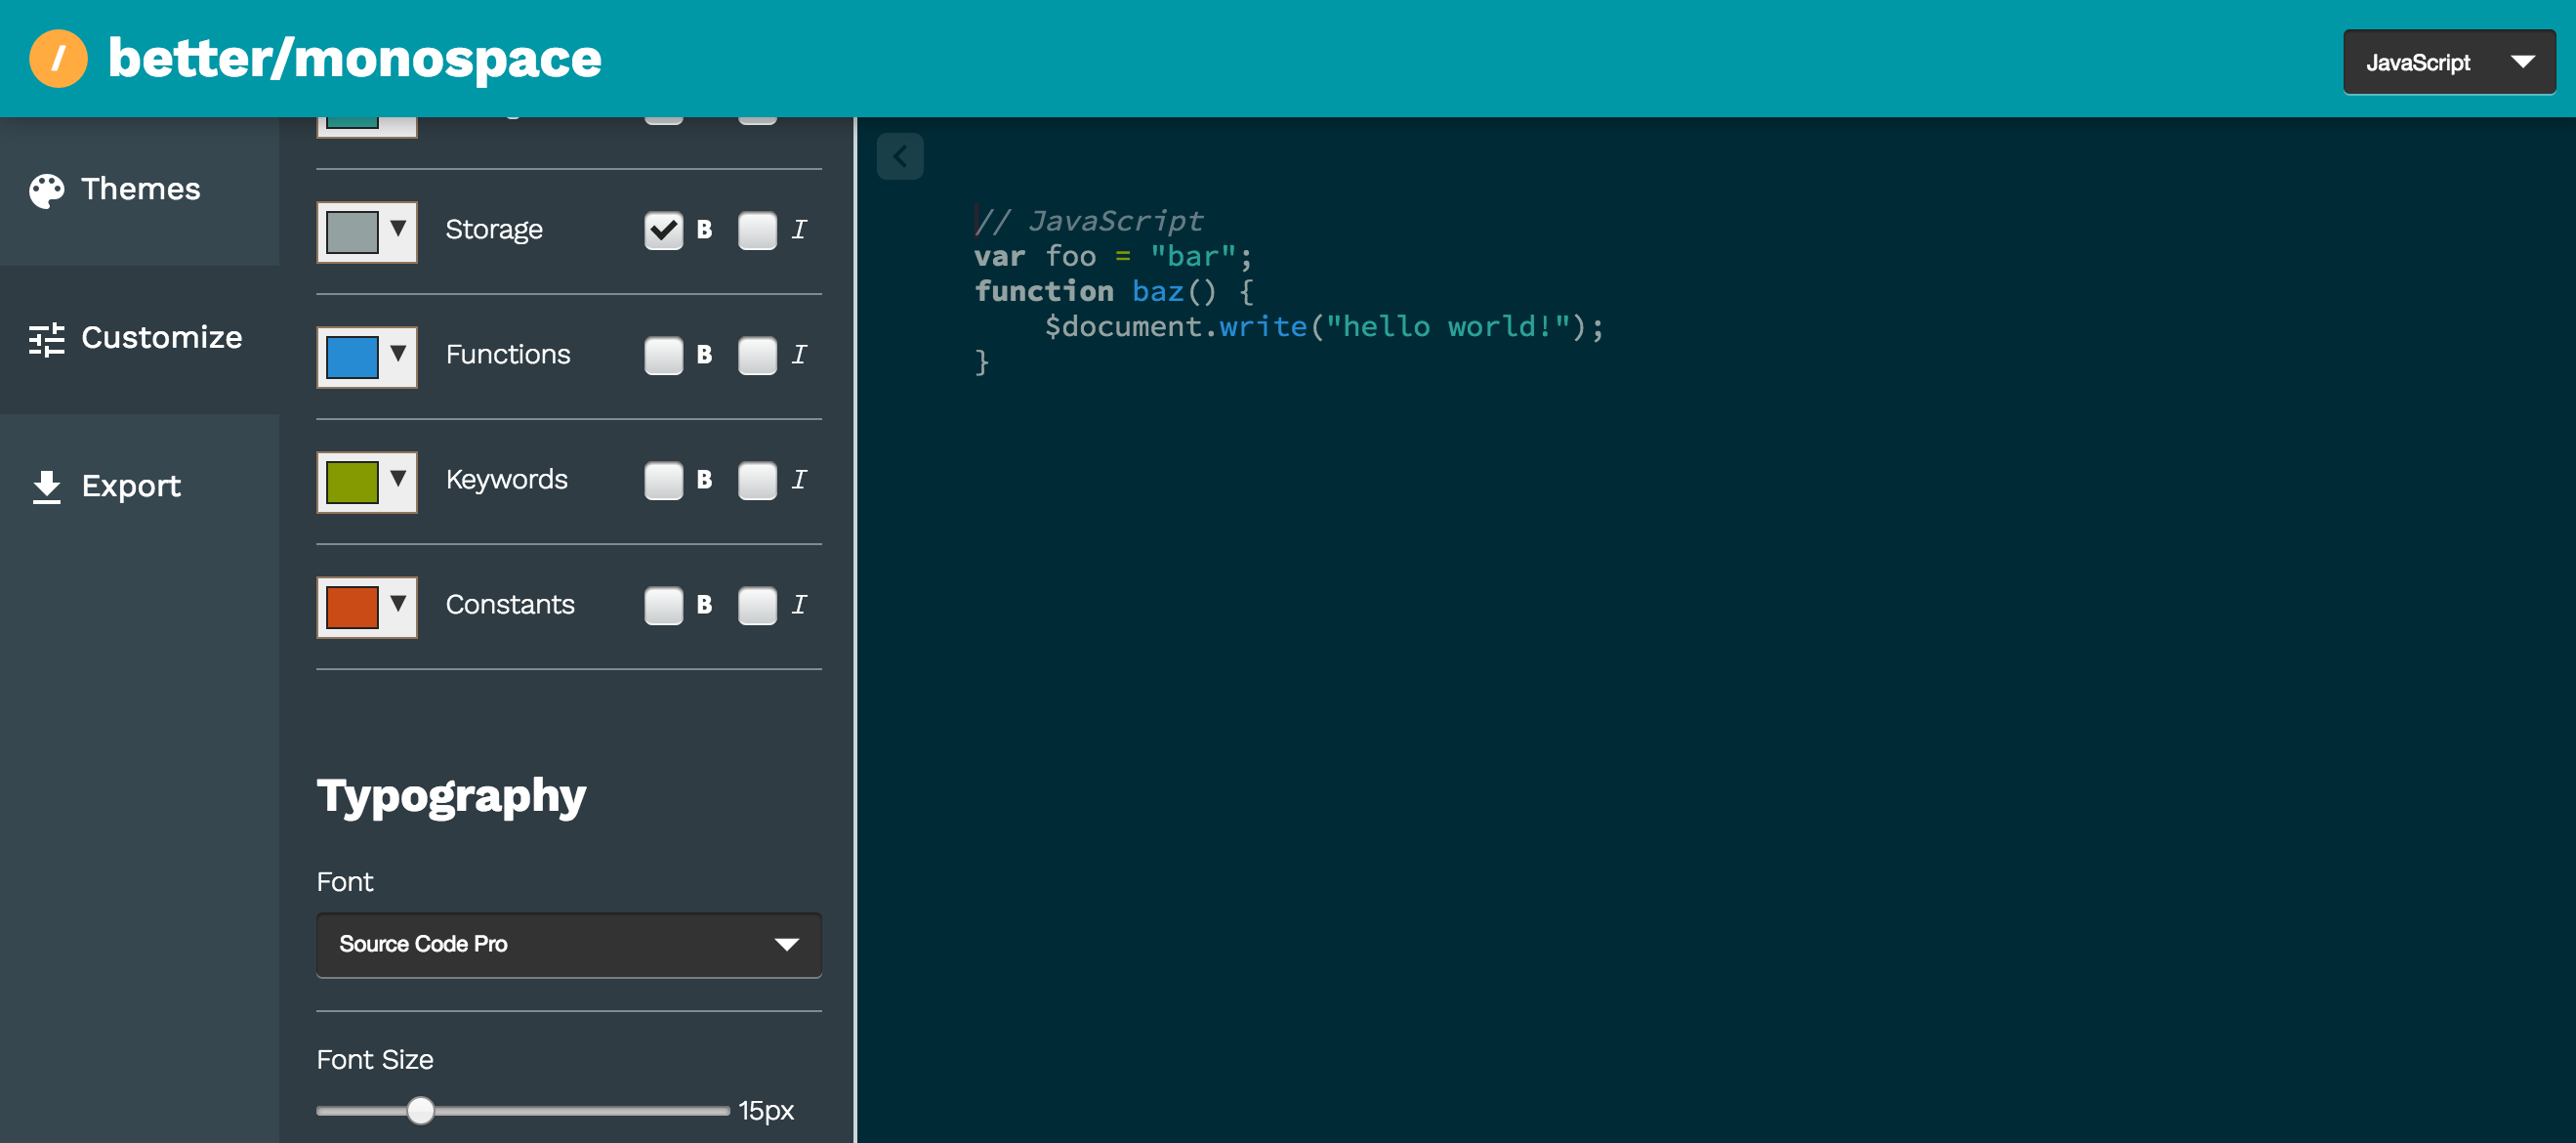 / better/monospace
JavaScript
Themes
Customize
Export
Storage B I
Functions B I
Keywords B I
Constants B I
Typography
Font
Source Code Pro
Font Size
15px
// JavaScript
var foo = "bar";
function baz() {
    $document.write("hello world!");
}